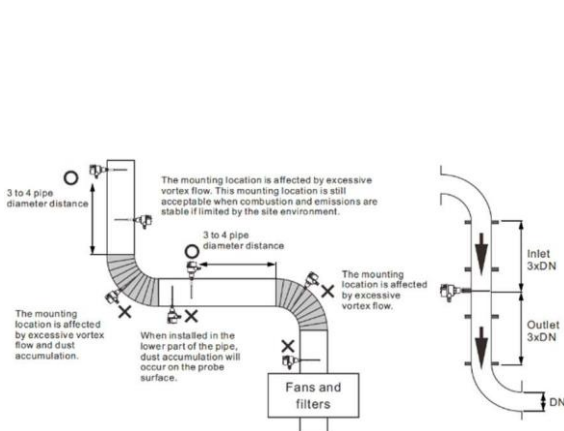 3 to 4 pipe
diameter distance
The mounting location is affected by excessive
vortex flow. This mounting location is still
acceptable when combustion and emissions are
stable if limited by the site environment.
3 to 4 pipe
diameter distance
The mounting
location is affected
by excessive
vortex flow.
The mounting
location is affected
by excessive vortex
flow and dust
accumulation.
When installed in the
lower part of the pipe,
dust accumulation will
occur on the probe
surface.
Fans and
filters
Inlet
3xDN
Outlet
3xDN
DN